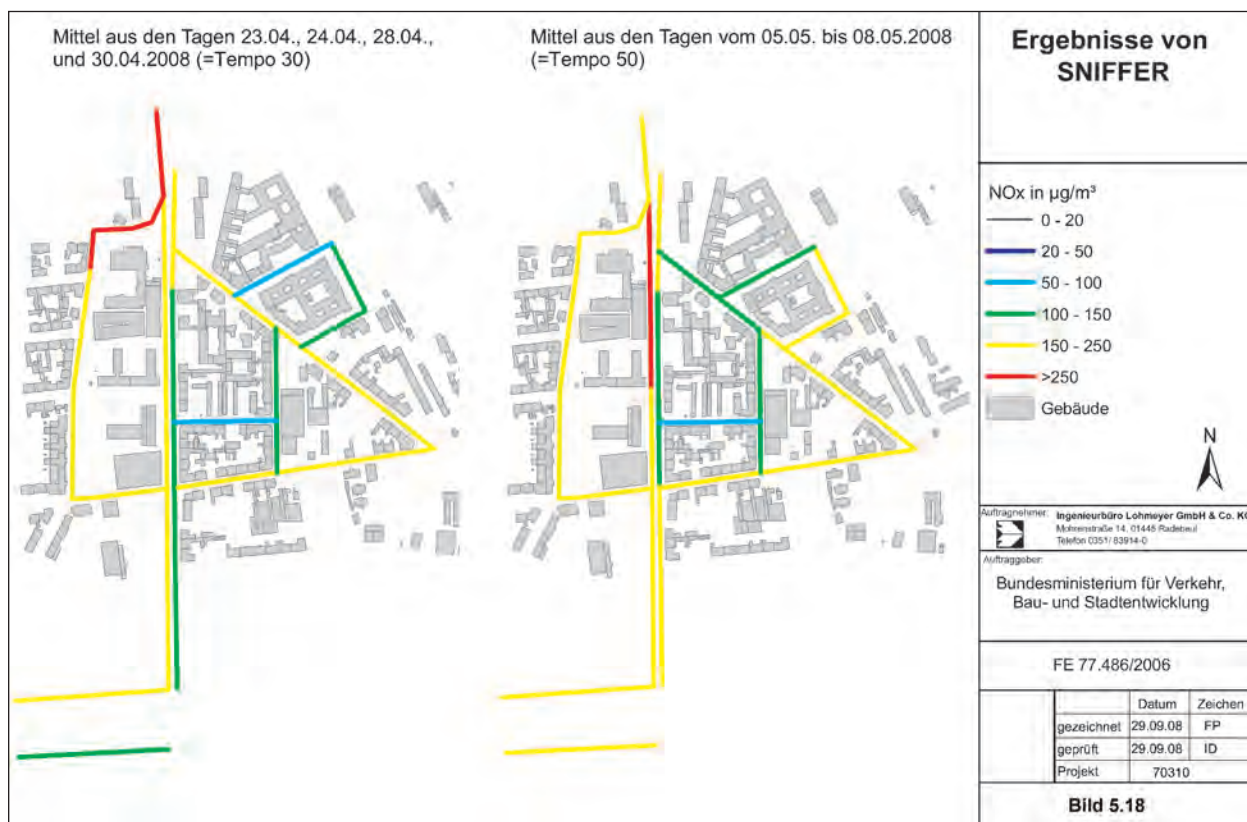 Mittel aus den Tagen 23.04., 24.04., 28.04.,
und 30.04.2008 (=Tempo 30)
Mittel aus den Tagen vom 05.05. bis 08.05.2008
(=Tempo 50)
Ergebnisse von
SNIFFER
NOx in µg/m³
0 - 20
20 - 50
50 - 100
100 - 150
150 - 250
>250
Gebäude
N
Auftragnehmer:
Ingenieurbüro Lohmeyer GmbH & Co. KG
Mohrenstraße 14, 01445 Radebeul
Telefon 0351/ 83914-0
Auftraggeber:
Bundesministerium für Verkehr,
Bau- und Stadtentwicklung
FE 77.486/2006
Datum Zeichen
gezeichnet 29.09.08 FP
geprüft 29.09.08 ID
Projekt 70310
Bild 5.18